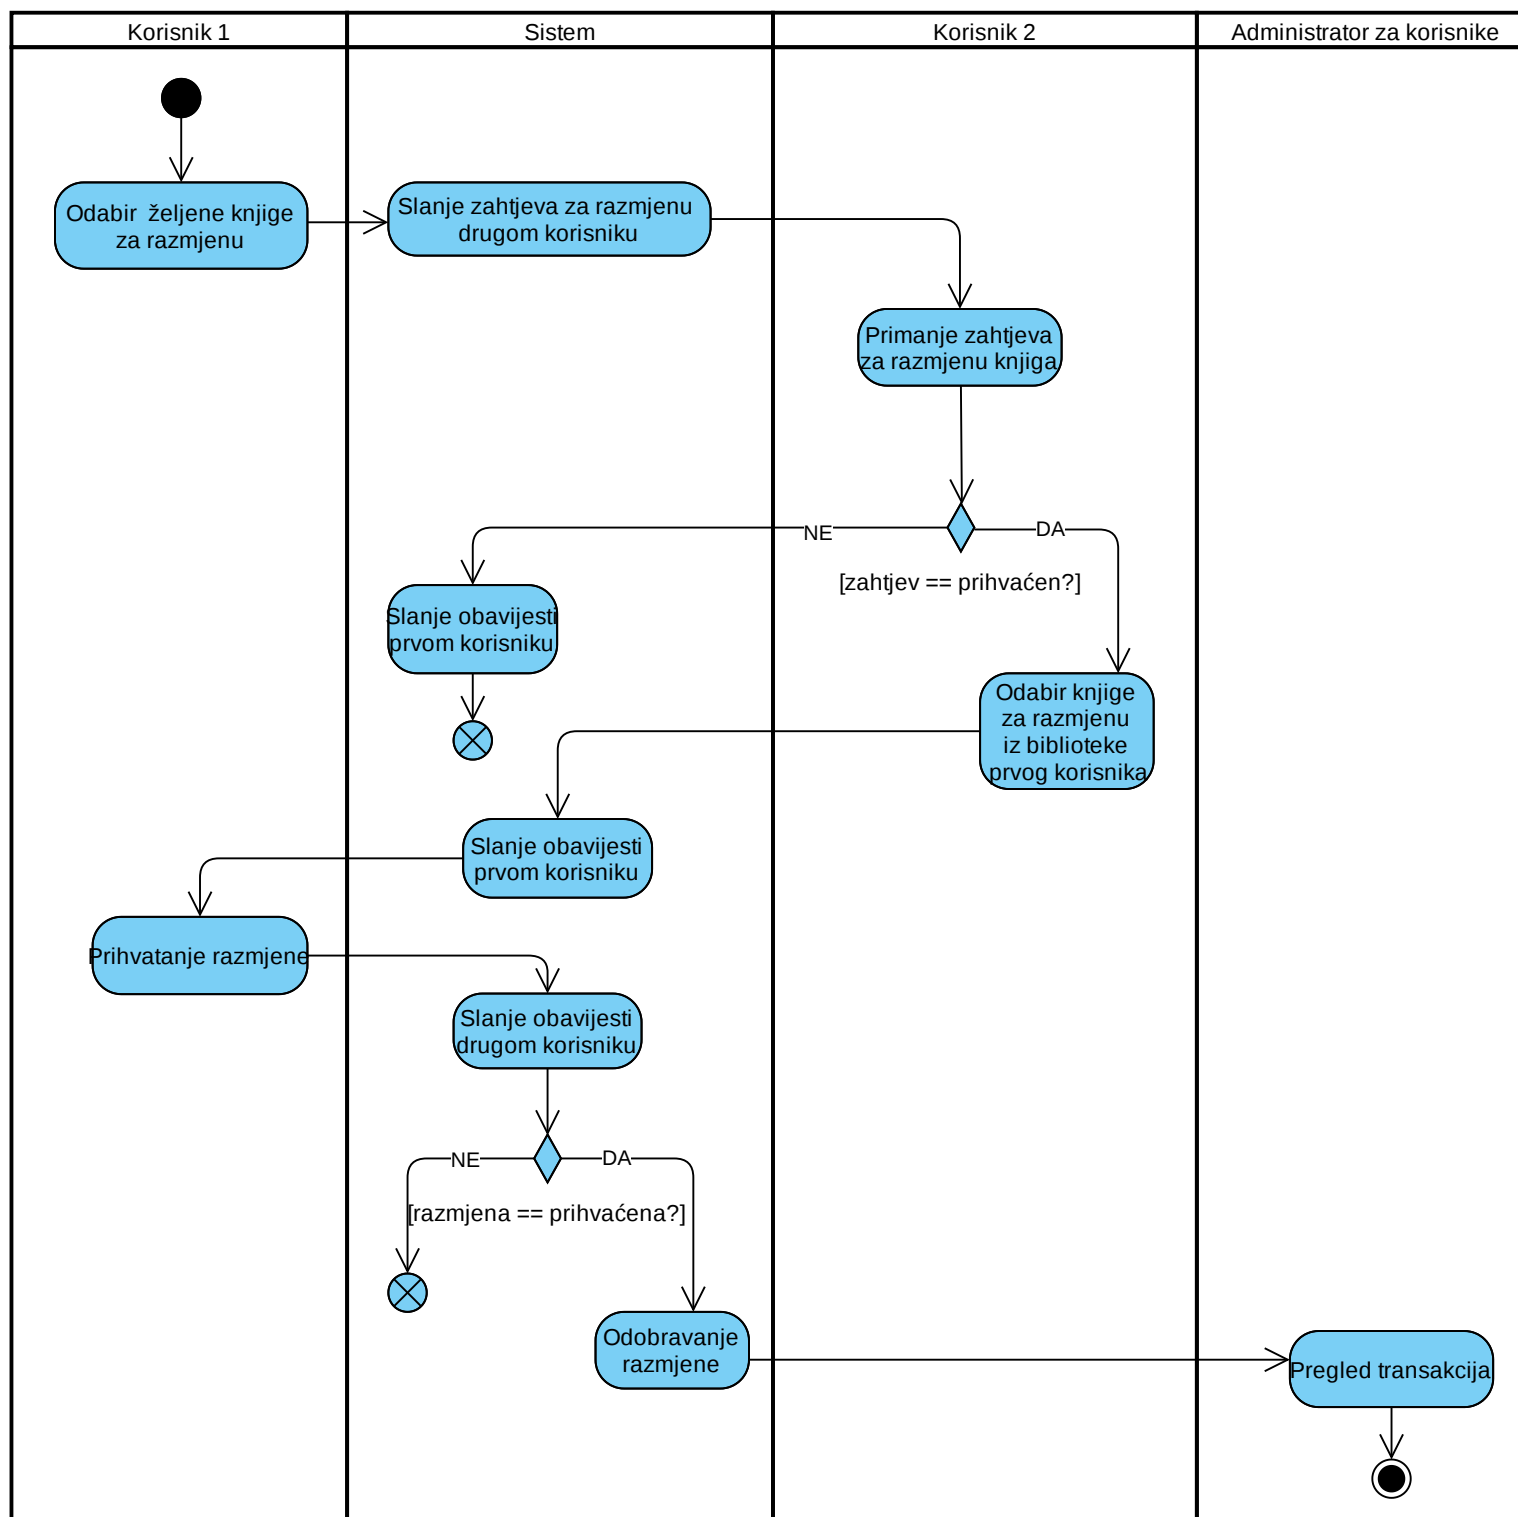 Korisnik 1
Sistem
Korisnik 2
Administrator za korisnike
Odabir  željene knjige
za razmjenu
Slanje zahtjeva za razmjenu
drugom korisniku
Primanje zahtjeva
za razmjenu knjiga
NE
DA
[zahtjev == prihvaćen?]
Slanje obavijesti
prvom korisniku
Odabir knjige
za razmjenu
iz biblioteke
prvog korisnika
Slanje obavijesti
prvom korisniku
Prihvatanje razmjene
Slanje obavijesti
drugom korisniku
NE
DA
[razmjena == prihvaćena?]
Odobravanje
razmjene
Pregled transakcija